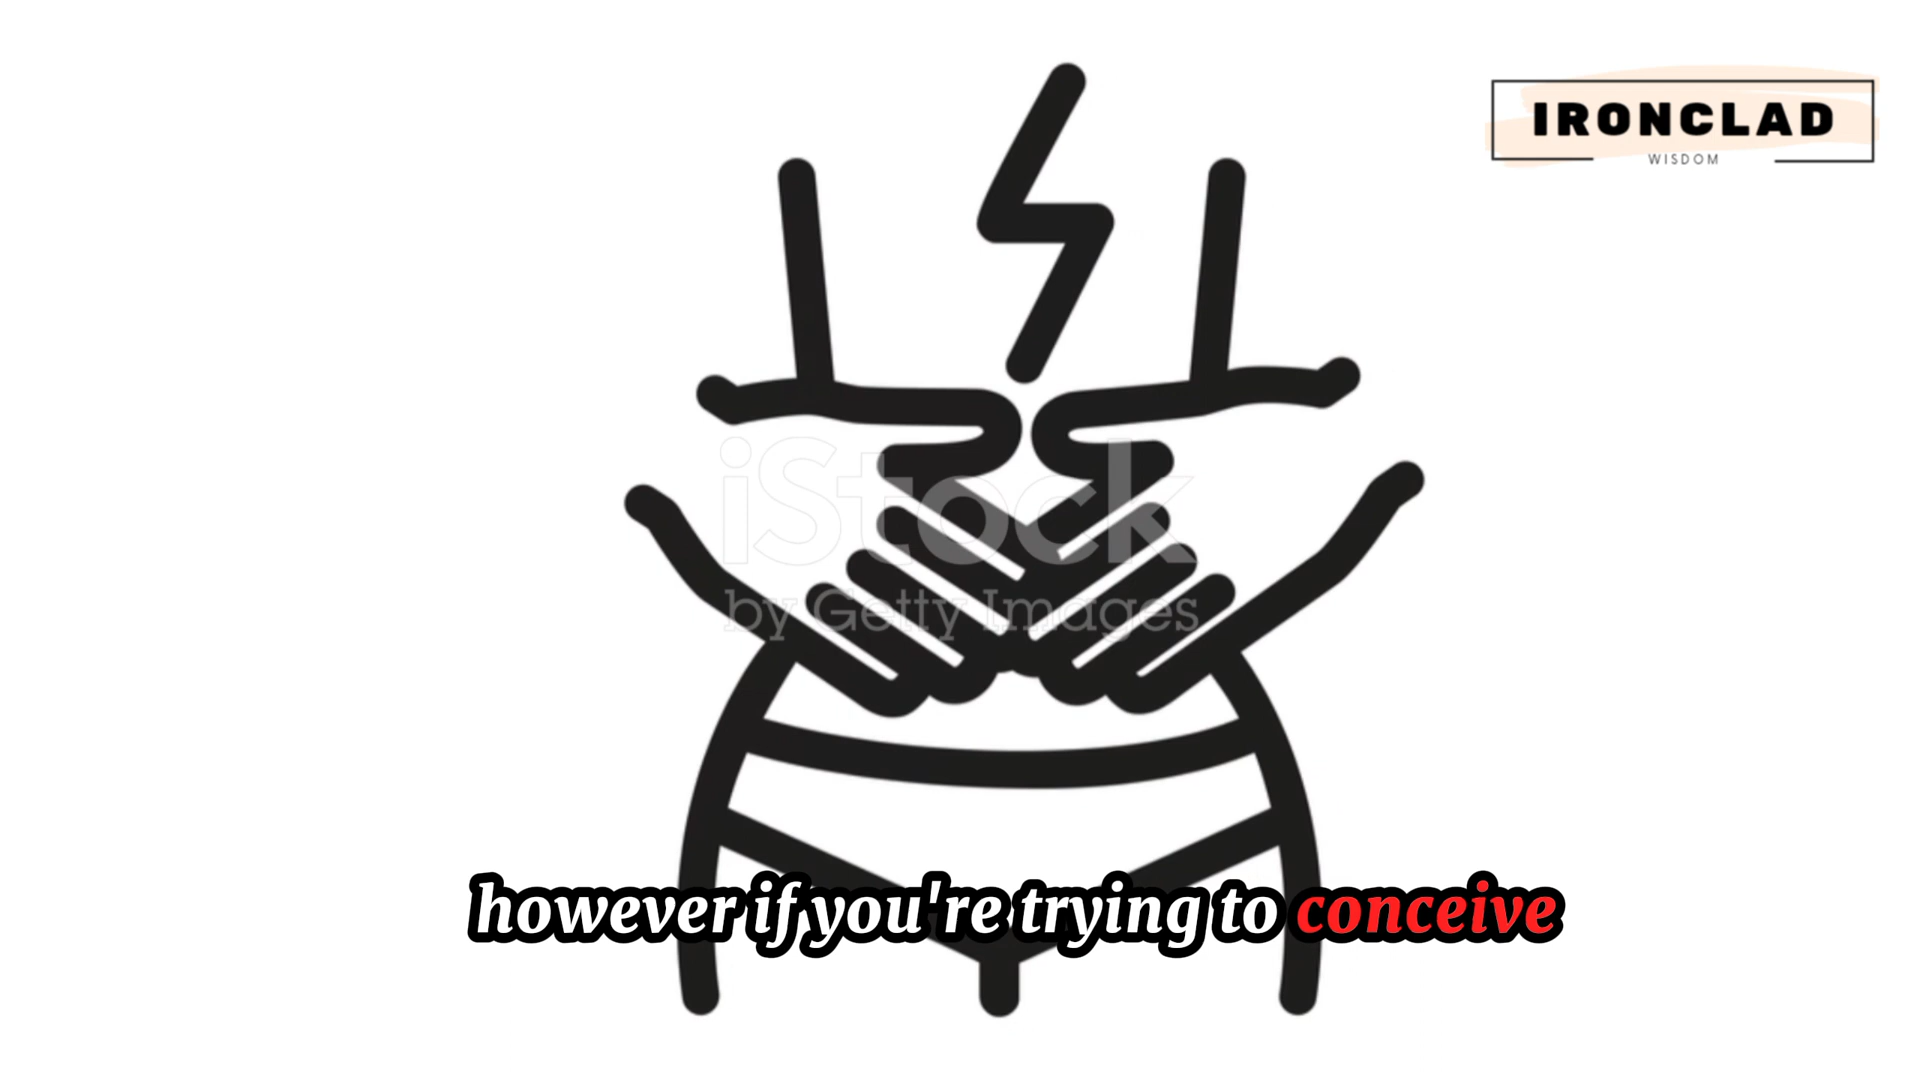 IRONCLAD
WISDOM
iStock
by Getty Images
however if you're trying to conceive